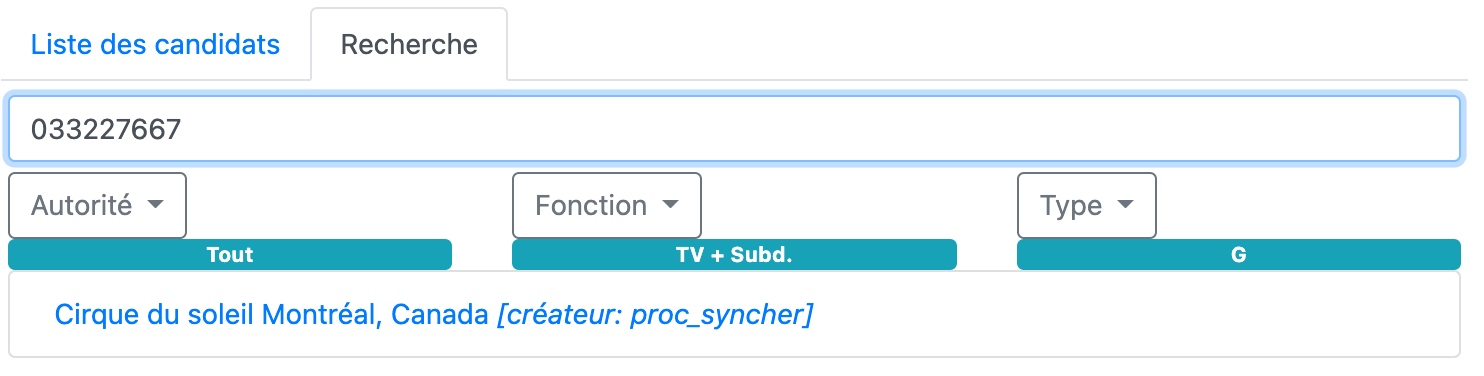 Liste des candidats Recherche
033227667
Autorité Fonction Type
Tout TV + Subd. G
Cirque du soleil Montréal, Canada [créateur: proc_syncher]